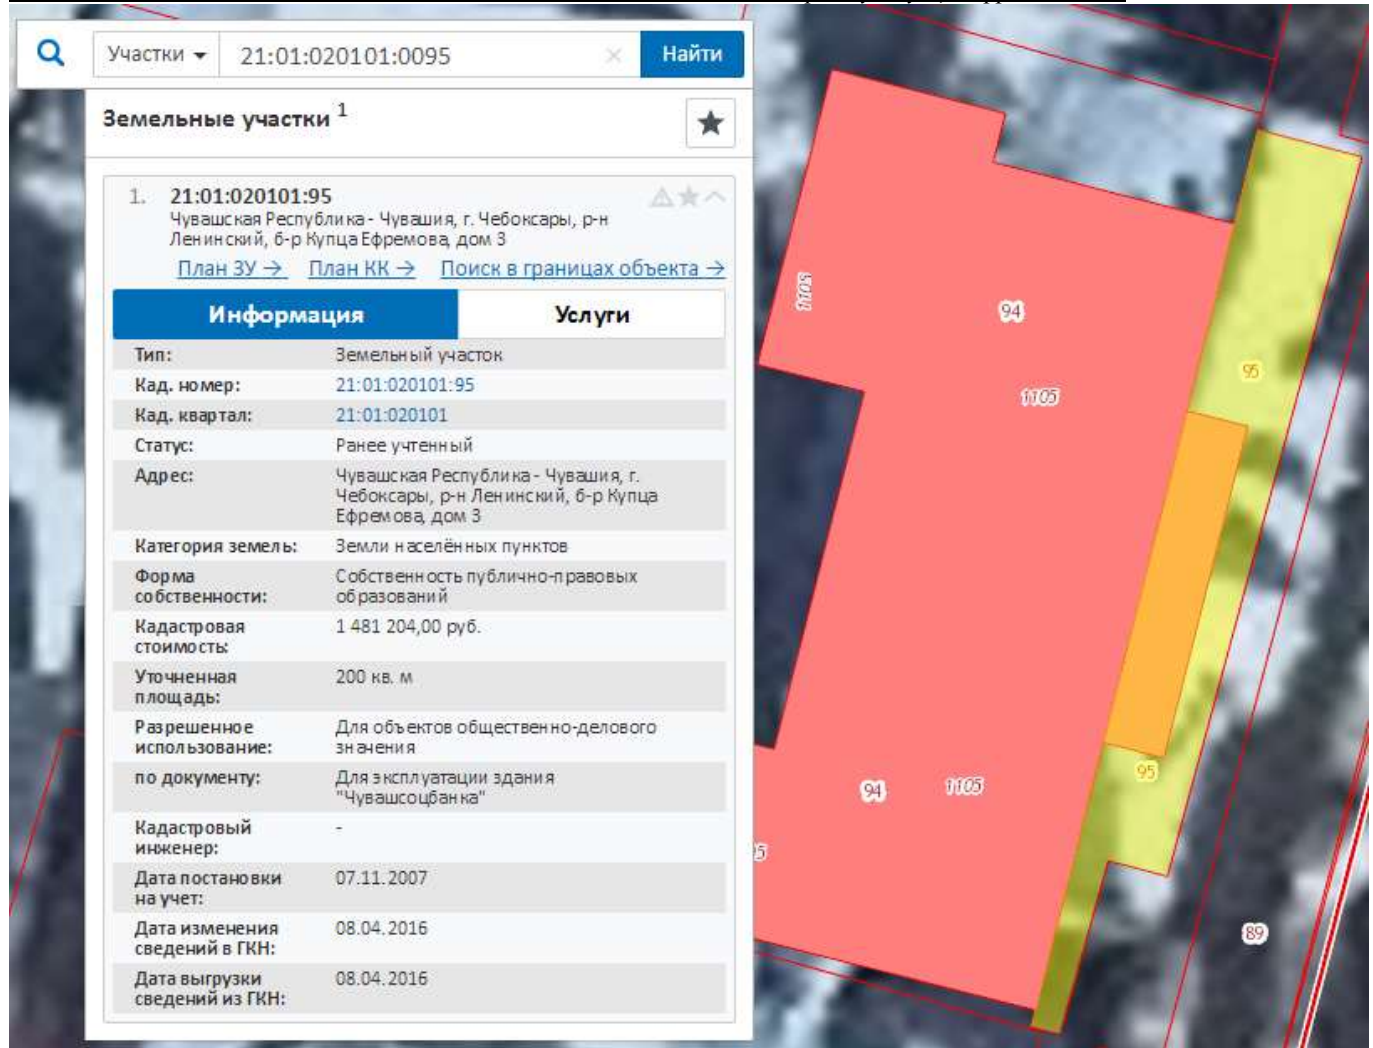 Участки
21:01:020101:0095
×
Найти
Земельные участки 1
1. 21:01:020101:95
Чувашская Республика - Чувашия, г. Чебоксары, р-н
Ленинский, б-р Купца Ефремова, дом 3
План ЗУ → План КК → Поиск в границах объекта →
Информация
Услуги
Тип: Земельный участок
Кад. номер: 21:01:020101:95
Кад. квартал: 21:01:020101
Статус: Ранее учтенный
Адрес: Чувашская Республика - Чувашия, г.
Чебоксары, р-н Ленинский, б-р Купца
Ефремова, дом 3
Категория земель: Земли населённых пунктов
Форма
собственности:
Собственность публично-правовых
образований
Кадастровая
стоимость:
1 481 204,00 руб.
Уточненная
площадь:
200 кв. м
Разрешенное
использование:
Для объектов общественно-делового
значения
по документу: Для эксплуатации здания
"Чувашсоцбанка"
Кадастровый
инженер:
-
Дата постановки
на учет:
07.11.2007
Дата изменения
сведений в ГКН:
08.04.2016
Дата выгрузки
сведений из ГКН:
08.04.2016
1105
94
1105
95
94
1105
95
5
89